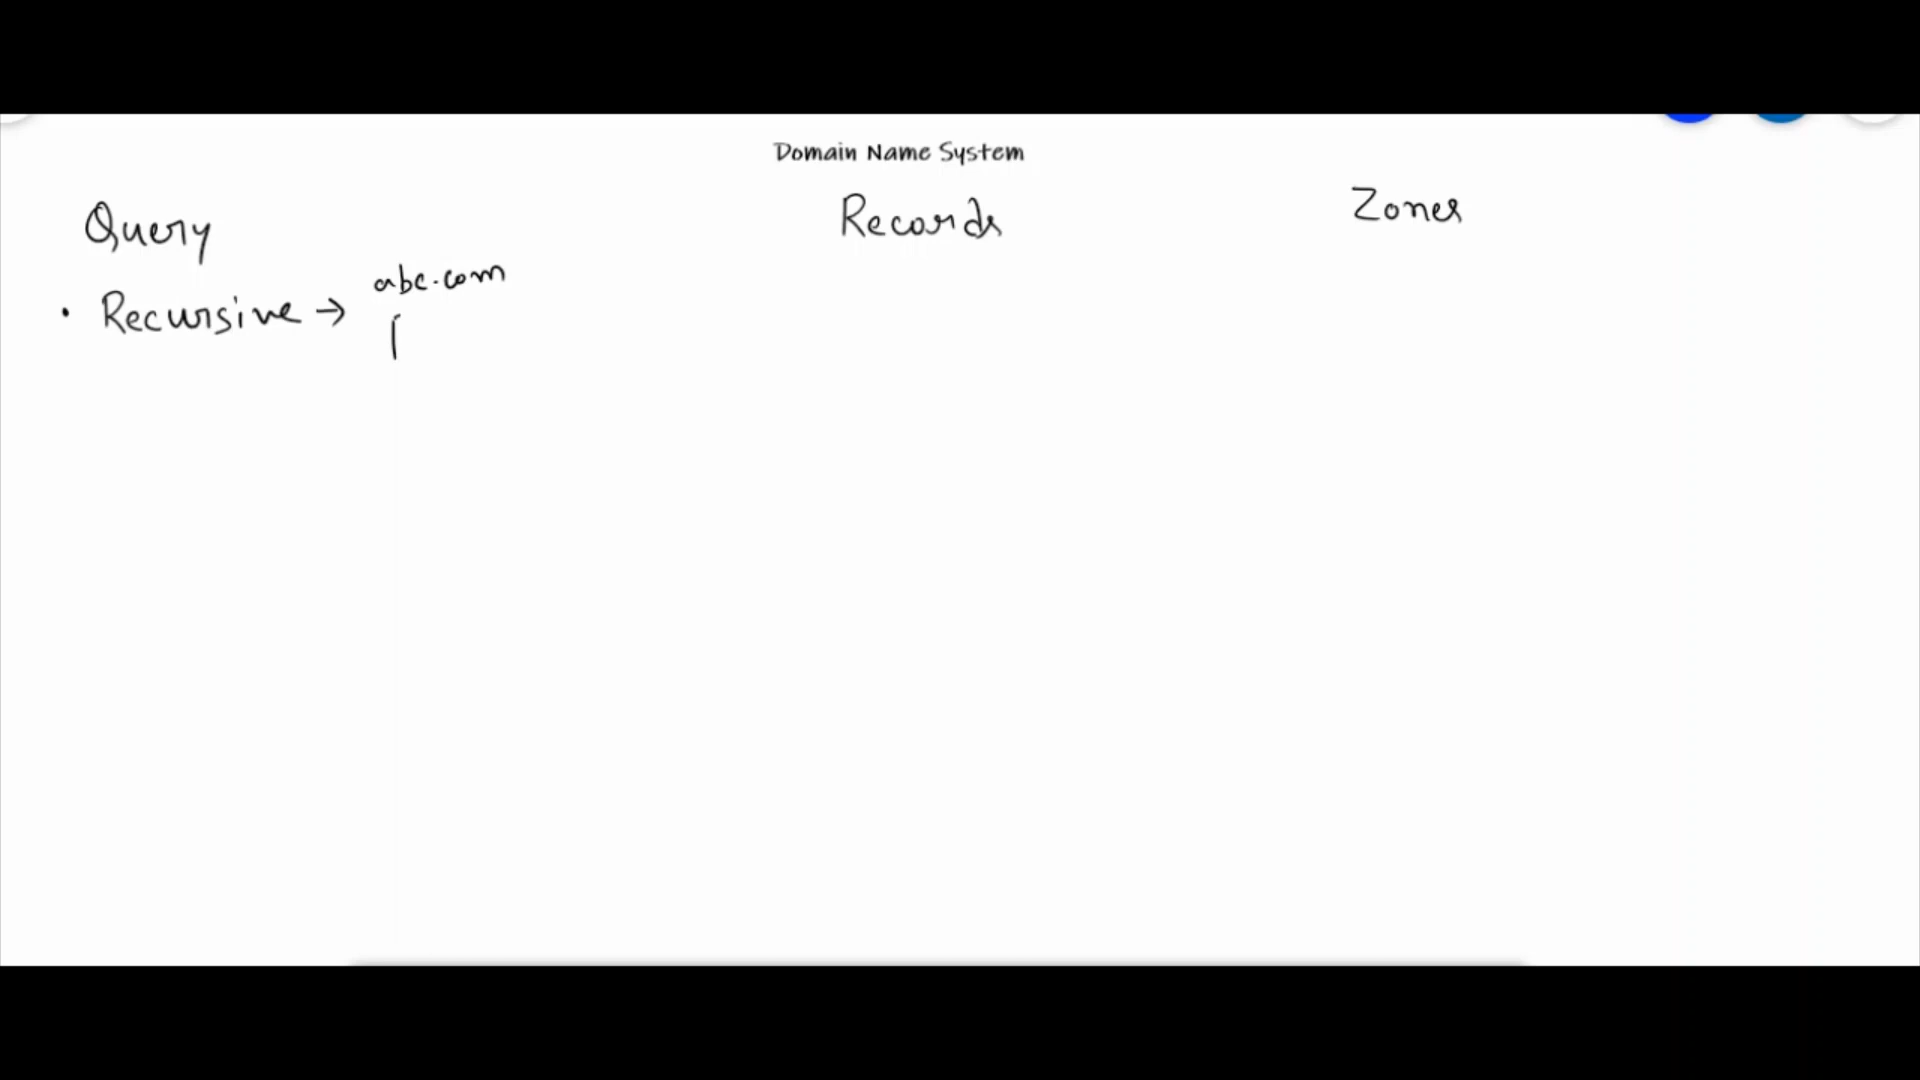 Domain Name System
Query
Records
Zones
abc.com
· Recursive →